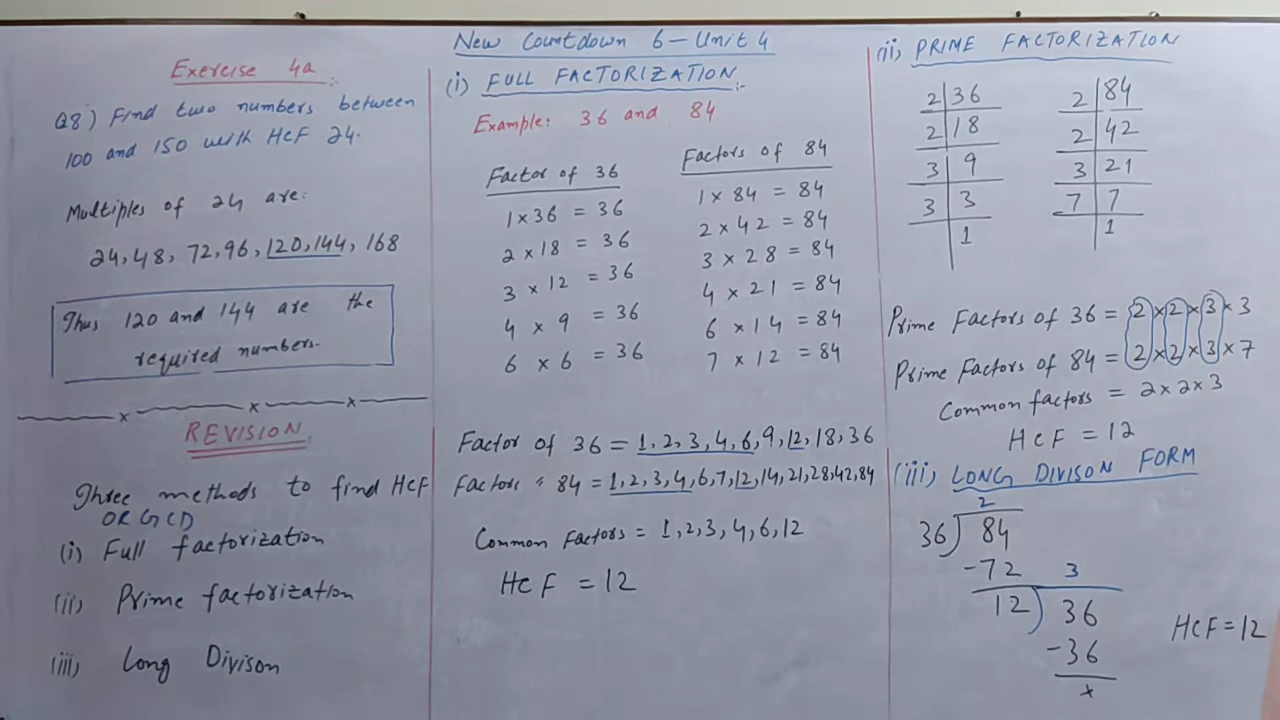 New Countdown 6 - Unit 4
Exercise 4a
Q8) Find two numbers between
100 and 150 with HCF 24.
Multiples of 24 are:
24, 48, 72, 96, 120, 144, 168
Thus 120 and 144 are the
required numbers.
REVISION
Three methods to find HCF
OR GCD
(i) Full factorization
(ii) Prime factorization
(iii) Long Divison
(i) FULL FACTORIZATION:-
Example: 36 and 84
Factor of 36
1 × 36 = 36
2 × 18 = 36
3 × 12 = 36
4 × 9 = 36
6 × 6 = 36
Factors of 84
1 × 84 = 84
2 × 42 = 84
3 × 28 = 84
4 × 21 = 84
6 × 14 = 84
7 × 12 = 84
Factor of 36 = 1, 2, 3, 4, 6, 9, 12, 18, 36
Factors " 84 = 1, 2, 3, 4, 6, 7, 12, 14, 21, 28, 42, 84
Common Factors = 1, 2, 3, 4, 6, 12
HCF = 12
(ii) PRIME FACTORIZATION
2 | 36
2 | 18
3 | 9
3 | 3
1
2 | 84
2 | 42
3 | 21
7 | 7
1
Prime Factors of 36 = 2 × 2 × 3 × 3
Prime Factors of 84 = 2 × 2 × 3 × 7
Common factors = 2 × 2 × 3
HCF = 12
(iii) LONG DIVISON FORM
2
36 ) 84
-72 3
12 ) 36
-36
×
HCF = 12